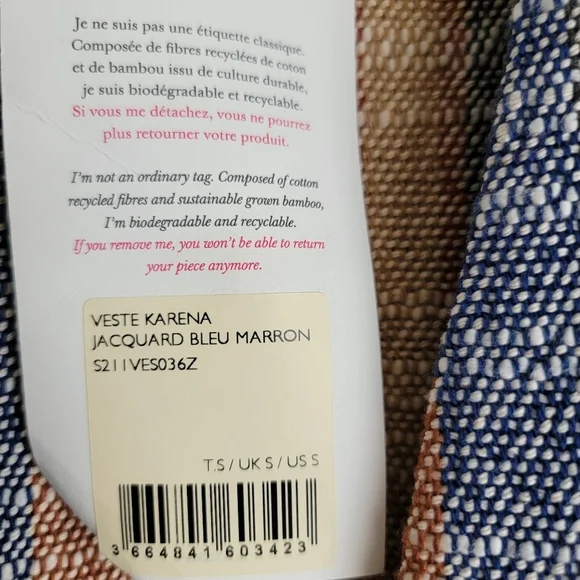 Je ne suis pas une étiquette classique.
Composée de fibres recyclées de coton
et de bambou issu de culture durable,
je suis biodégradable et recyclable.
Si vous me détachez, vous ne pourrez
plus retourner votre produit.
I'm not an ordinary tag. Composed of cotton
recycled fibres and sustainable grown bamboo,
I'm biodegradable and recyclable.
If you remove me, you won't be able to return
your piece anymore.
VESTE KARENA
JACQUARD BLEU MARRON
S211VES036Z
T.S / UK S / US S
3 664841 603423